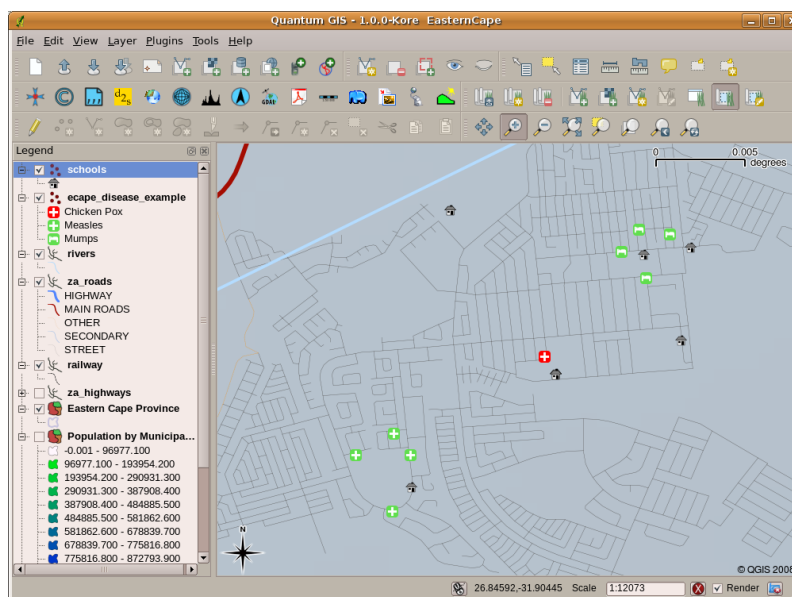 Quantum GIS - 1.0.0-Kore EasternCape
File Edit View Layer Plugins Tools Help
d2s
GDAL
Legend
schools
ecape_disease_example
Chicken Pox
Measles
Mumps
rivers
za_roads
HIGHWAY
MAIN ROADS
OTHER
SECONDARY
STREET
railway
za_highways
Eastern Cape Province
Population by Municipa...
-0.001 - 96977.100
96977.100 - 193954.200
193954.200 - 290931.300
290931.300 - 387908.400
387908.400 - 484885.500
484885.500 - 581862.600
581862.600 - 678839.700
678839.700 - 775816.800
775816.800 - 872793.900
0 0.005
degrees
N
© QGIS 2008
26.84592,-31.90445 Scale 1:12073 Render